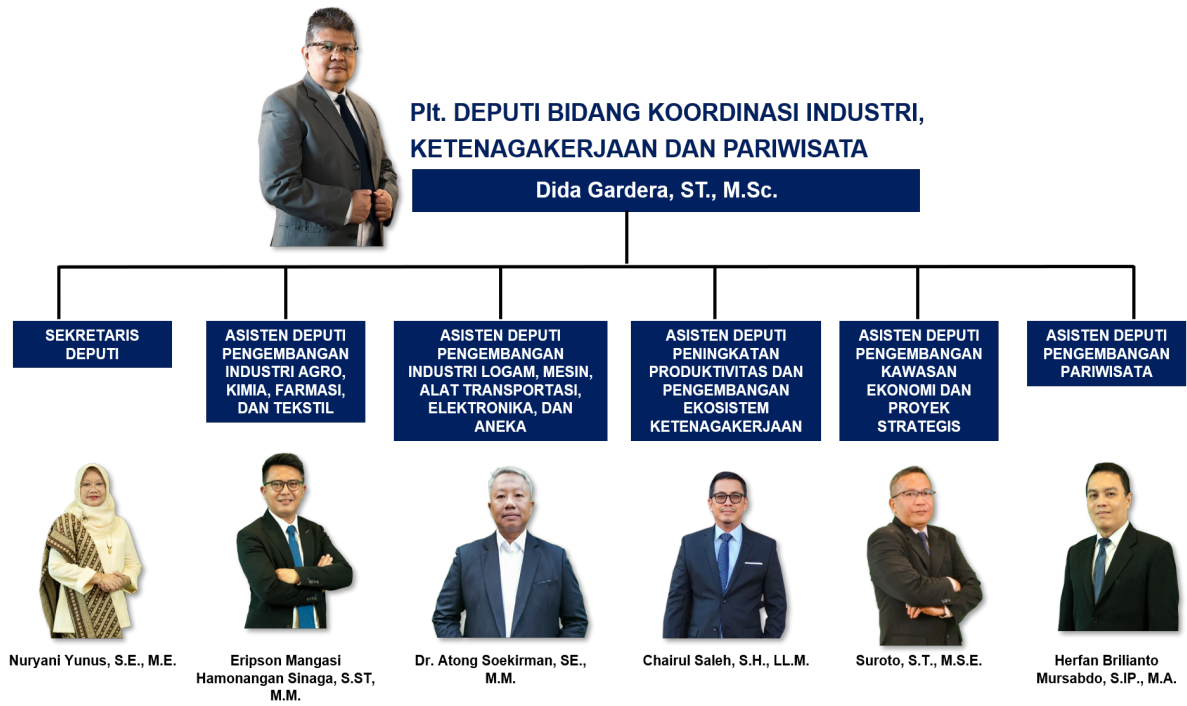 Plt. DEPUTI BIDANG KOORDINASI INDUSTRI,
KETENAGAKERJAAN DAN PARIWISATA
Dida Gardera, ST., M.Sc.
SEKRETARIS
DEPUTI
ASISTEN DEPUTI
PENGEMBANGAN
INDUSTRI AGRO,
KIMIA, FARMASI,
DAN TEKSTIL
ASISTEN DEPUTI
PENGEMBANGAN
INDUSTRI LOGAM, MESIN,
ALAT TRANSPORTASI,
ELEKTRONIKA, DAN
ANEKA
ASISTEN DEPUTI
PENINGKATAN
PRODUKTIVITAS DAN
PENGEMBANGAN
EKOSISTEM
KETENAGAKERJAAN
ASISTEN DEPUTI
PENGEMBANGAN
KAWASAN
EKONOMI DAN
PROYEK
STRATEGIS
ASISTEN DEPUTI
PENGEMBANGAN
PARIWISATA
Nuryani Yunus, S.E., M.E.
Eripson Mangasi
Hamonangan Sinaga, S.ST,
M.M.
Dr. Atong Soekirman, SE.,
M.M.
Chairul Saleh, S.H., LL.M.
Suroto, S.T., M.S.E.
Herfan Brilianto
Mursabdo, S.IP., M.A.